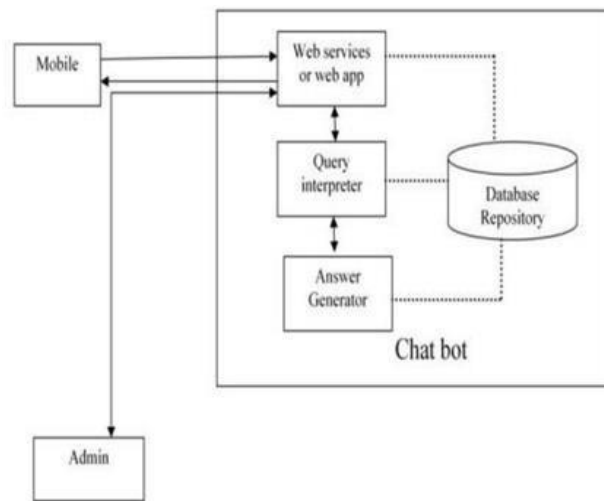 Mobile
Web services
or web app
Query
interpreter
Database
Repository
Answer
Generator
Chat bot
Admin